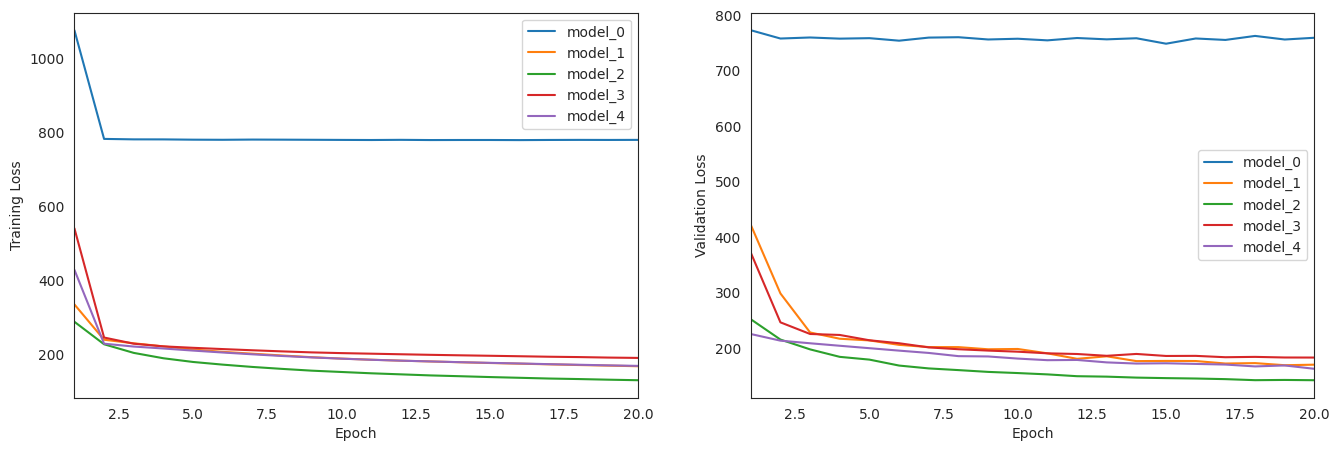 Training Loss
1000
800
600
400
200
2.5 5.0 7.5 10.0 12.5 15.0 17.5 20.0
Epoch
model_0
model_1
model_2
model_3
model_4
Validation Loss
800
700
600
500
400
300
200
2.5 5.0 7.5 10.0 12.5 15.0 17.5 20.0
Epoch
model_0
model_1
model_2
model_3
model_4